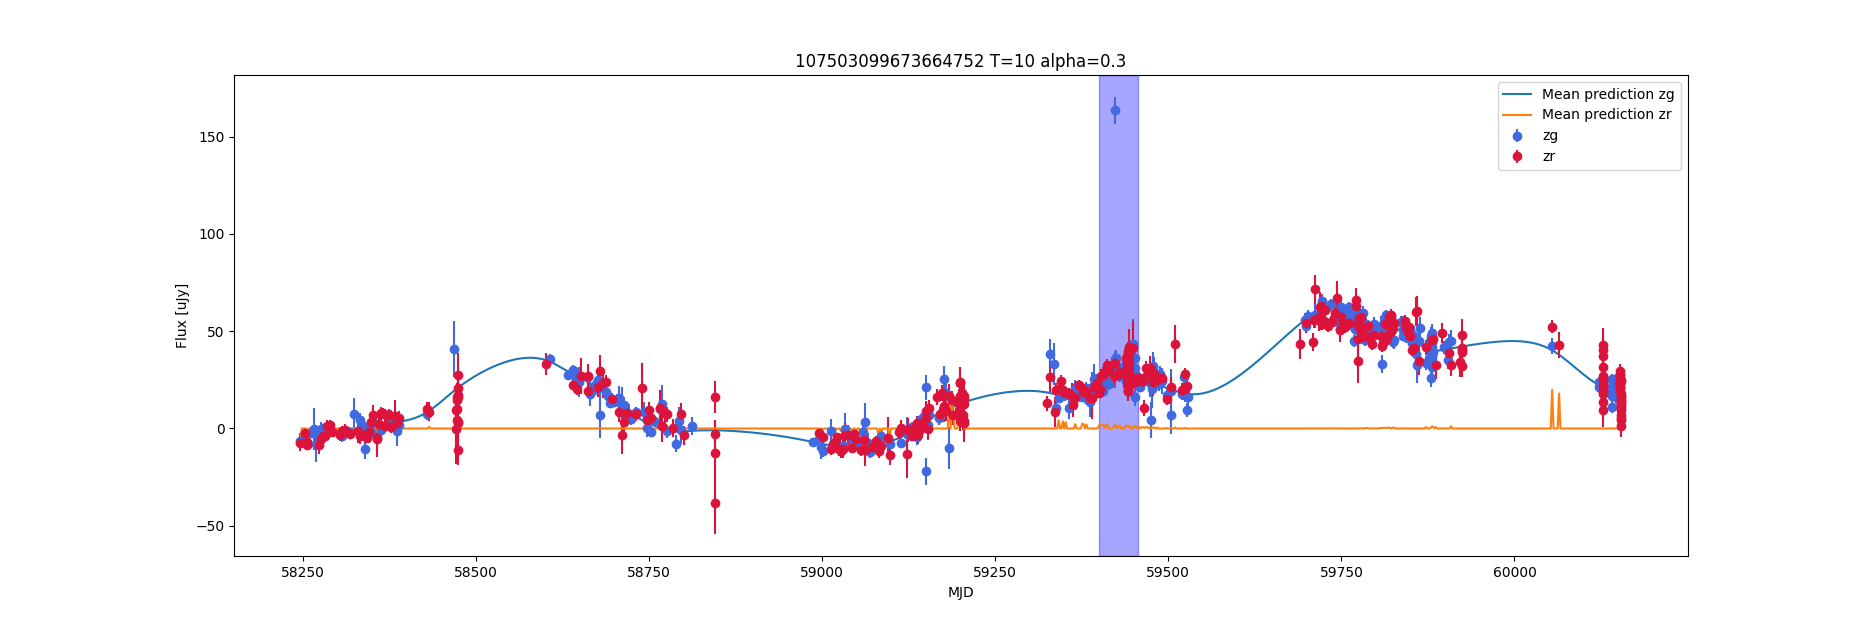 107503099673664752 T=10 alpha=0.3
Mean prediction zg
Mean prediction zr
zg
zr
Flux [uJy]
150
100
50
0
−50
58250 58500 58750 59000 59250 59500 59750 60000
MJD